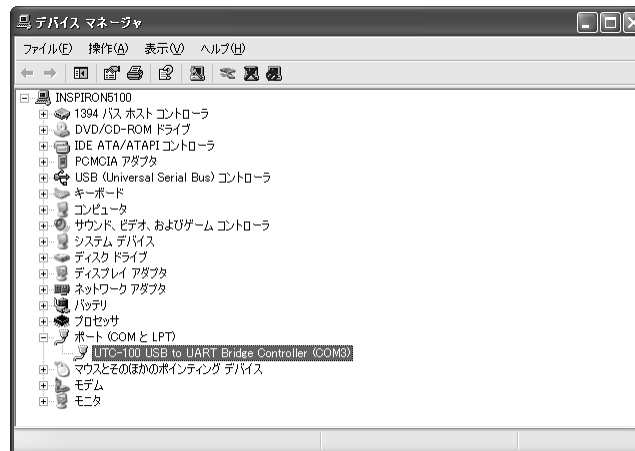 デバイス マネージャ
ファイル(F) 操作(A) 表示(V) ヘルプ(H)
INSPIRON5100
1394 バス ホスト コントローラ
DVD/CD-ROM ドライブ
IDE ATA/ATAPI コントローラ
PCMCIA アダプタ
USB (Universal Serial Bus) コントローラ
キーボード
コンピュータ
サウンド、ビデオ、およびゲーム コントローラ
システム デバイス
ディスク ドライブ
ディスプレイ アダプタ
ネットワーク アダプタ
バッテリ
プロセッサ
ポート (COM と LPT)
UTC-100 USB to UART Bridge Controller (COM3)
マウスとそのほかのポインティング デバイス
モデム
モニタ